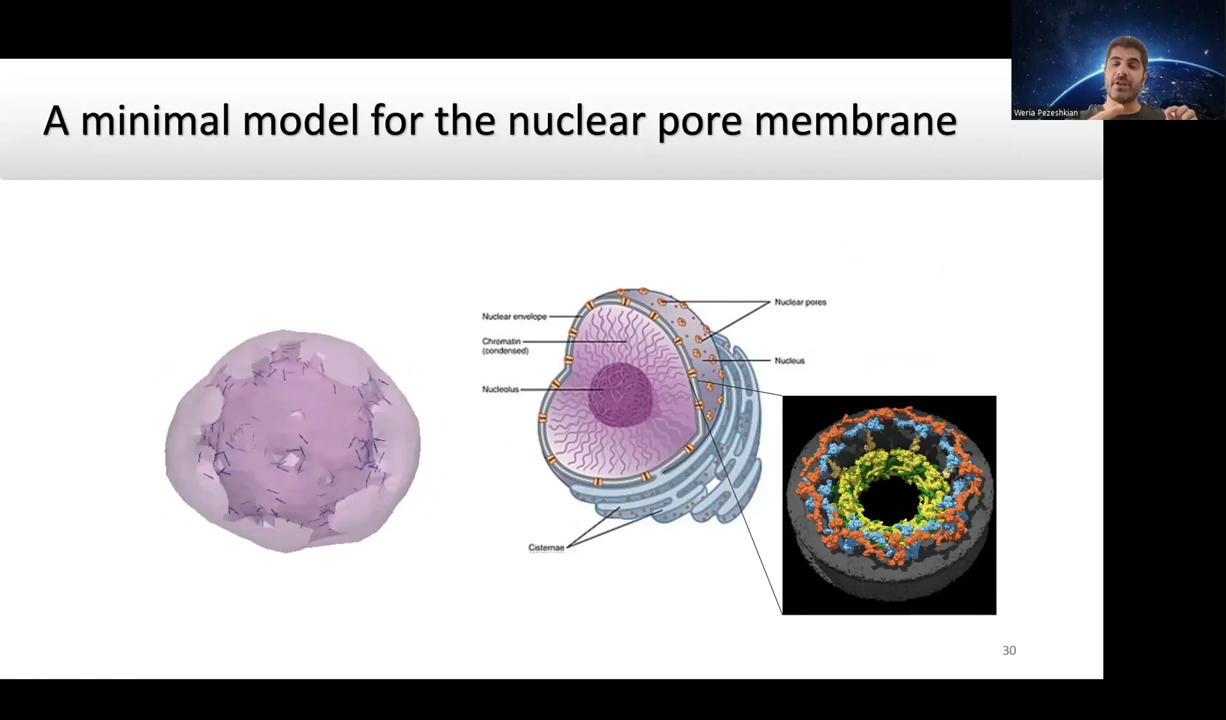 A minimal model for the nuclear pore membrane
Weria Pezeshkian
Nuclear envelope
Chromatin
(condensed)
Nucleolus
Nuclear pores
Nucleus
Cisternae
30